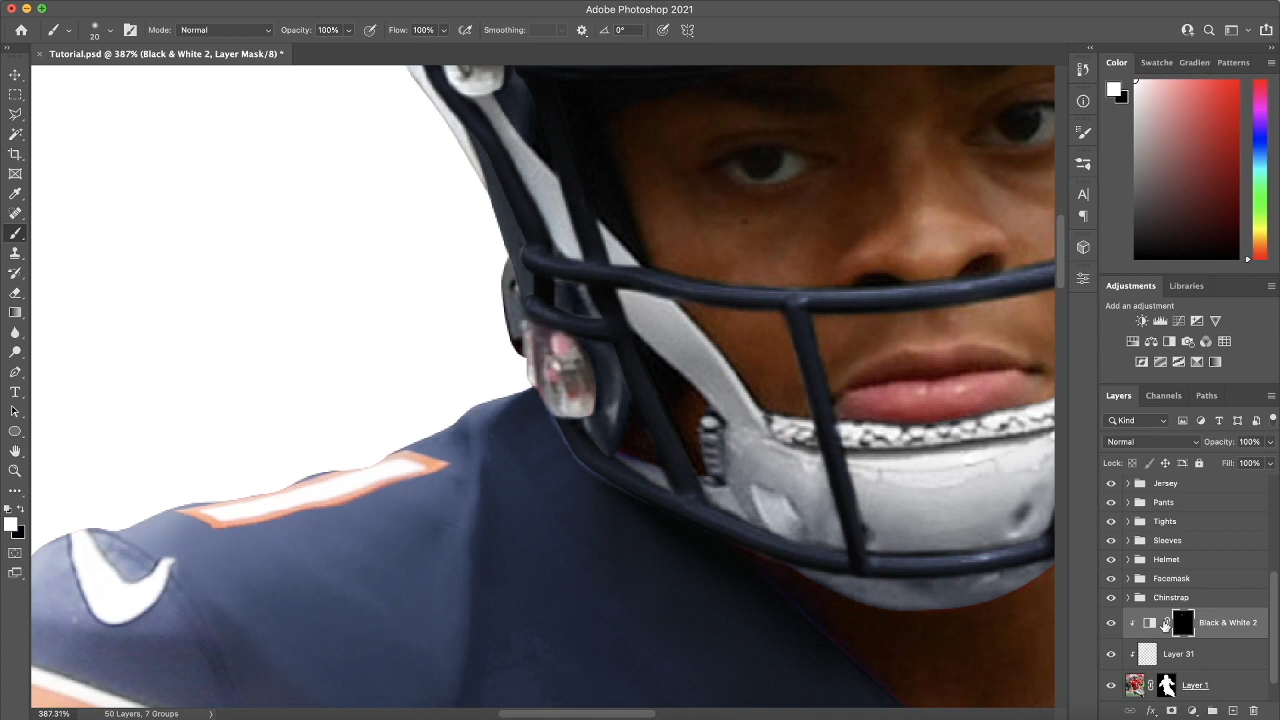 Adobe Photoshop 2021
20 Mode: Normal Opacity: 100% Flow: 100% Smoothing: 0°
Tutorial.psd @ 387% (Black & White 2, Layer Mask/8) *
Color Swatche Gradien Patterns
Adjustments Libraries
Add an adjustment
Layers Channels Paths
Kind
Normal Opacity: 100%
Lock: Fill: 100%
Jersey
Pants
Tights
Sleeves
Helmet
Facemask
Chinstrap
Black & White 2
Layer 31
Layer 1
387.31% 50 Layers, 7 Groups